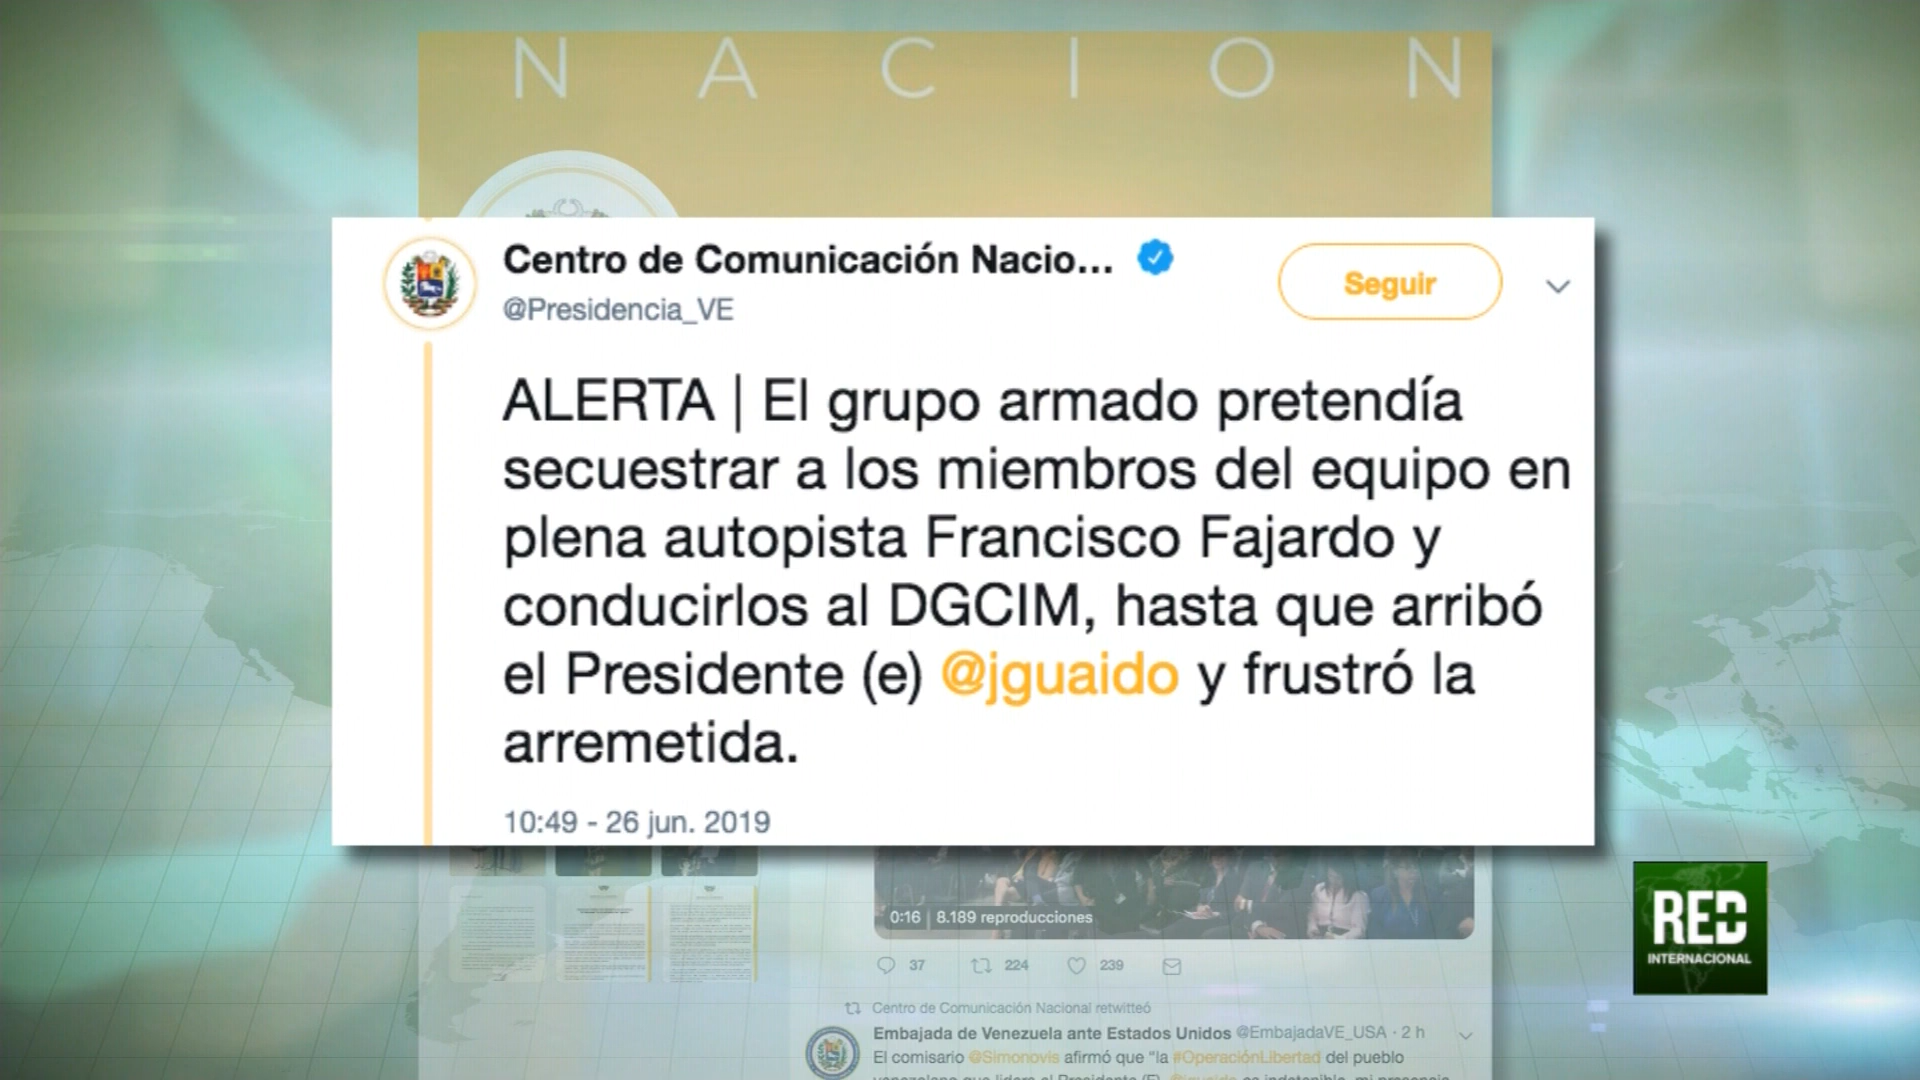 NACION
Centro de Comunicación Nacio...
@Presidencia_VE
Seguir
ALERTA | El grupo armado pretendía
secuestrar a los miembros del equipo en
plena autopista Francisco Fajardo y
conducirlos al DGCIM, hasta que arribó
el Presidente (e) @jguaido y frustró la
arremetida.
10:49 - 26 jun. 2019
0:16 | 8.189 reproducciones
37 224 239
Centro de Comunicación Nacional retwitteó
Embajada de Venezuela ante Estados Unidos @EmbajadaVE_USA · 2 h
El comisario @Simonovis afirmó que "la #OperaciónLibertad del pueblo
RED
INTERNACIONAL